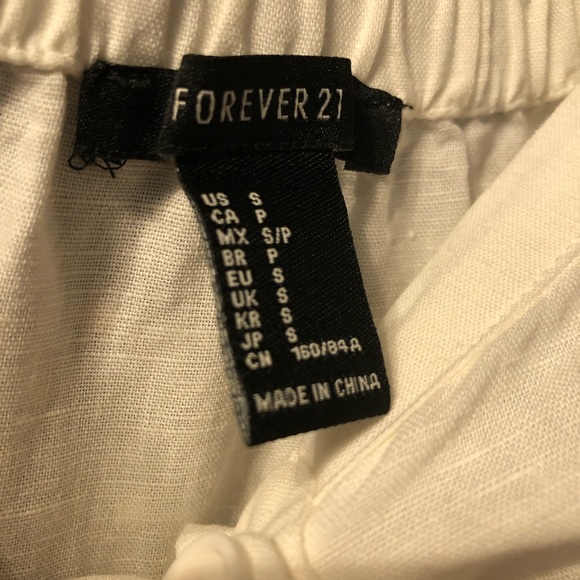 FOREVER 21
US S
CA P
MX S/P
BR P
EU S
UK S
KR S
JP S
CN 160/84A
MADE IN CHINA